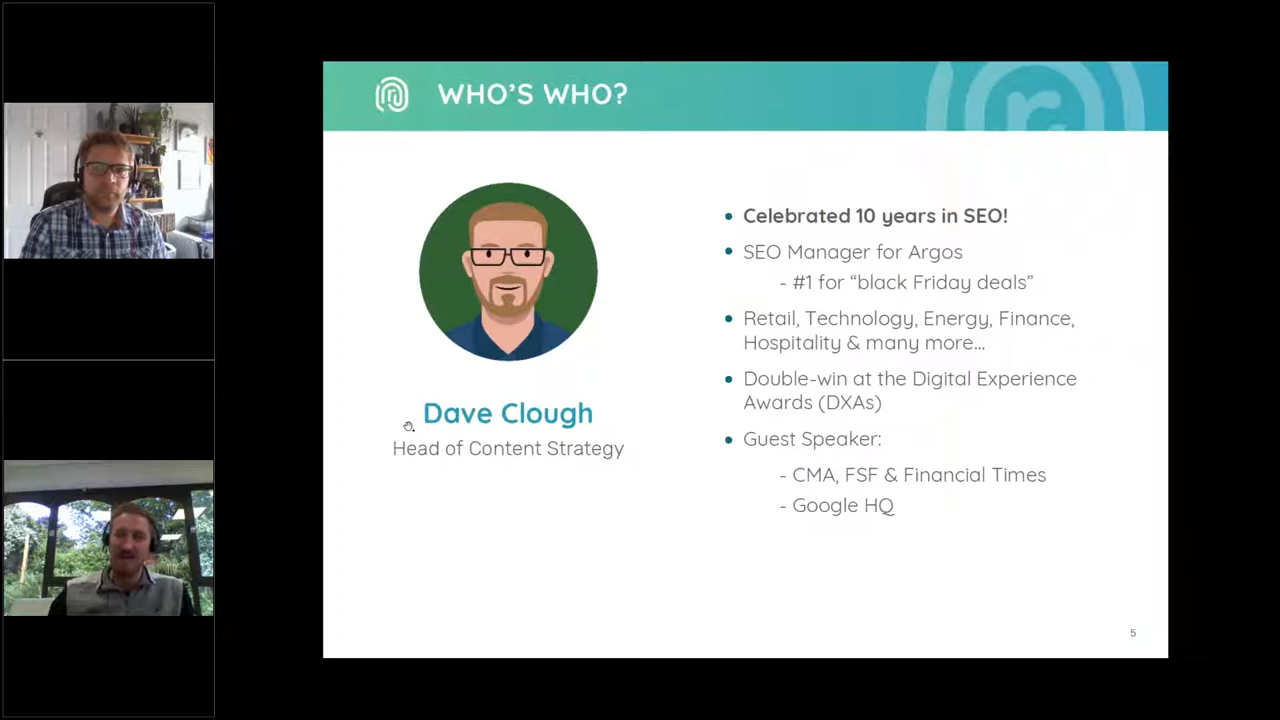 WHO'S WHO?
Celebrated 10 years in SEO!
SEO Manager for Argos
- #1 for “black Friday deals”
Retail, Technology, Energy, Finance,
Hospitality & many more...
Double-win at the Digital Experience
Awards (DXAs)
Guest Speaker:
- CMA, FSF & Financial Times
- Google HQ
Dave Clough
Head of Content Strategy
5